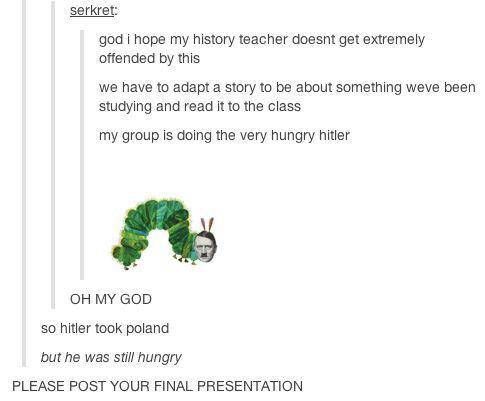 serkret:
god i hope my history teacher doesnt get extremely
offended by this
we have to adapt a story to be about something weve been
studying and read it to the class
my group is doing the very hungry hitler
OH MY GOD
so hitler took poland
but he was still hungry
PLEASE POST YOUR FINAL PRESENTATION